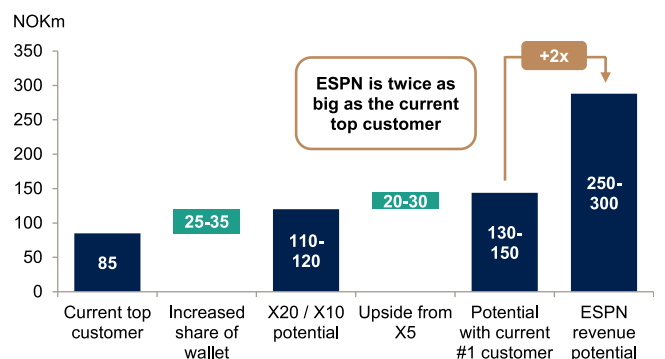 NOKm
350
300
250
200
150
100
50
0
+2x
ESPN is twice as
big as the current
top customer
85
25-35
110-
120
20-30
130-
150
250-
300
Current top
customer
Increased
share of
wallet
X20 / X10
potential
Upside from
X5
Potential
with current
#1 customer
ESPN
revenue
potential